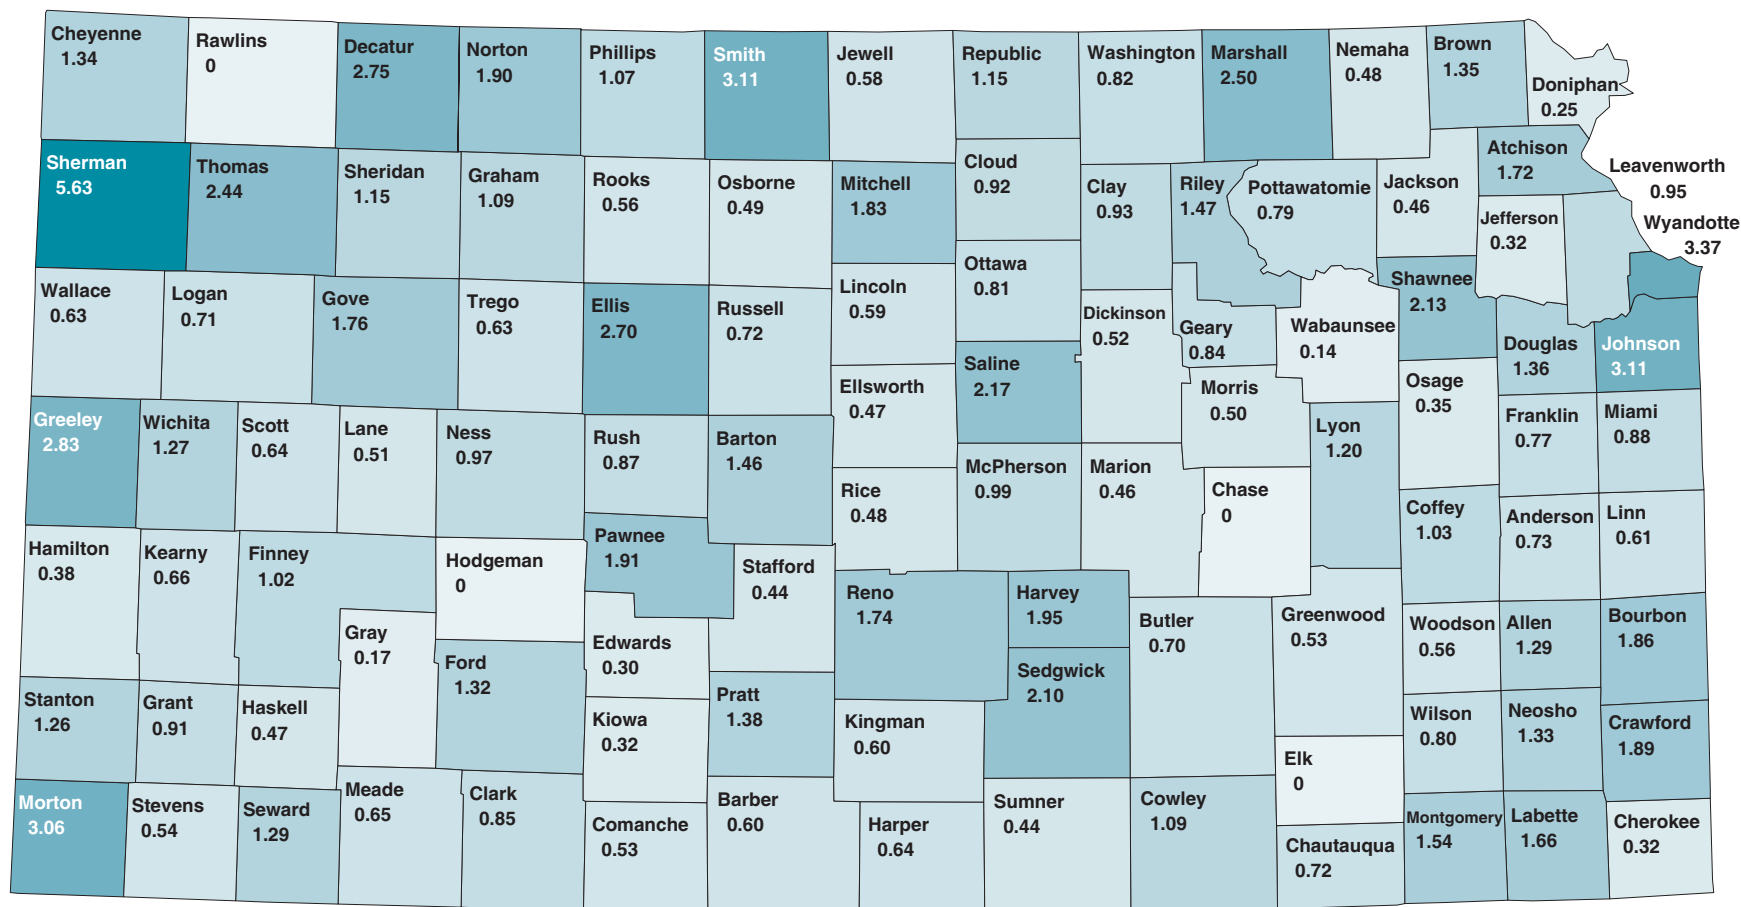 Cheyenne
1.34
Rawlins
0
Decatur
2.75
Norton
1.90
Phillips
1.07
Smith
3.11
Jewell
0.58
Republic
1.15
Washington
0.82
Marshall
2.50
Nemaha
0.48
Brown
1.35
Doniphan
0.25
Sherman
5.63
Thomas
2.44
Sheridan
1.15
Graham
1.09
Rooks
0.56
Osborne
0.49
Mitchell
1.83
Cloud
0.92
Clay
0.93
Riley
1.47
Pottawatomie
0.79
Jackson
0.46
Atchison
1.72
Jefferson
0.32
Leavenworth
0.95
Wyandotte
3.37
Wallace
0.63
Logan
0.71
Gove
1.76
Trego
0.63
Ellis
2.70
Russell
0.72
Lincoln
0.59
Ottawa
0.81
Dickinson
0.52
Geary
0.84
Wabaunsee
0.14
Shawnee
2.13
Douglas
1.36
Johnson
3.11
Ellsworth
0.47
Saline
2.17
Morris
0.50
Osage
0.35
Franklin
0.77
Miami
0.88
Greeley
2.83
Wichita
1.27
Scott
0.64
Lane
0.51
Ness
0.97
Rush
0.87
Barton
1.46
Rice
0.48
McPherson
0.99
Marion
0.46
Chase
0
Lyon
1.20
Coffey
1.03
Anderson
0.73
Linn
0.61
Hamilton
0.38
Kearny
0.66
Finney
1.02
Hodgeman
0
Pawnee
1.91
Stafford
0.44
Reno
1.74
Harvey
1.95
Butler
0.70
Greenwood
0.53
Woodson
0.56
Allen
1.29
Bourbon
1.86
Gray
0.17
Ford
1.32
Edwards
0.30
Sedgwick
2.10
Stanton
1.26
Grant
0.91
Haskell
0.47
Kiowa
0.32
Pratt
1.38
Kingman
0.60
Elk
0
Wilson
0.80
Neosho
1.33
Crawford
1.89
Morton
3.06
Stevens
0.54
Seward
1.29
Meade
0.65
Clark
0.85
Comanche
0.53
Barber
0.60
Harper
0.64
Sumner
0.44
Cowley
1.09
Chautauqua
0.72
Montgomery
1.54
Labette
1.66
Cherokee
0.32